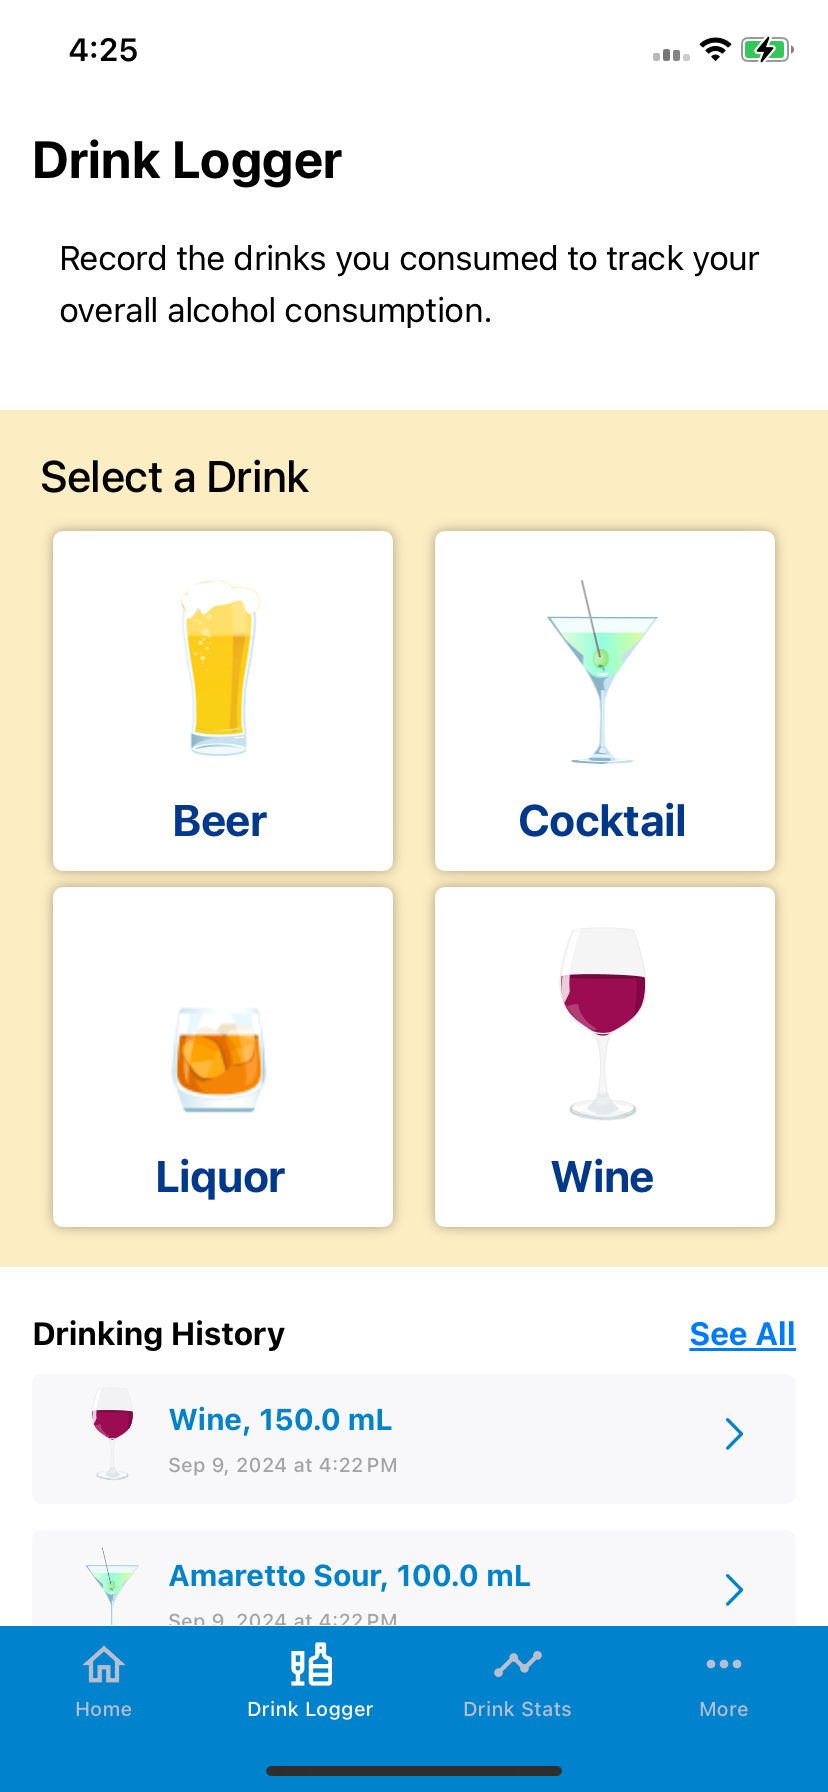 4:25
Drink Logger
Record the drinks you consumed to track your
overall alcohol consumption.
Select a Drink
Beer
Cocktail
Liquor
Wine
Drinking History
See All
Wine, 150.0 mL
Sep 9, 2024 at 4:22 PM
Amaretto Sour, 100.0 mL
Sep 9, 2024 at 4:22 PM
Home
Drink Logger
Drink Stats
More